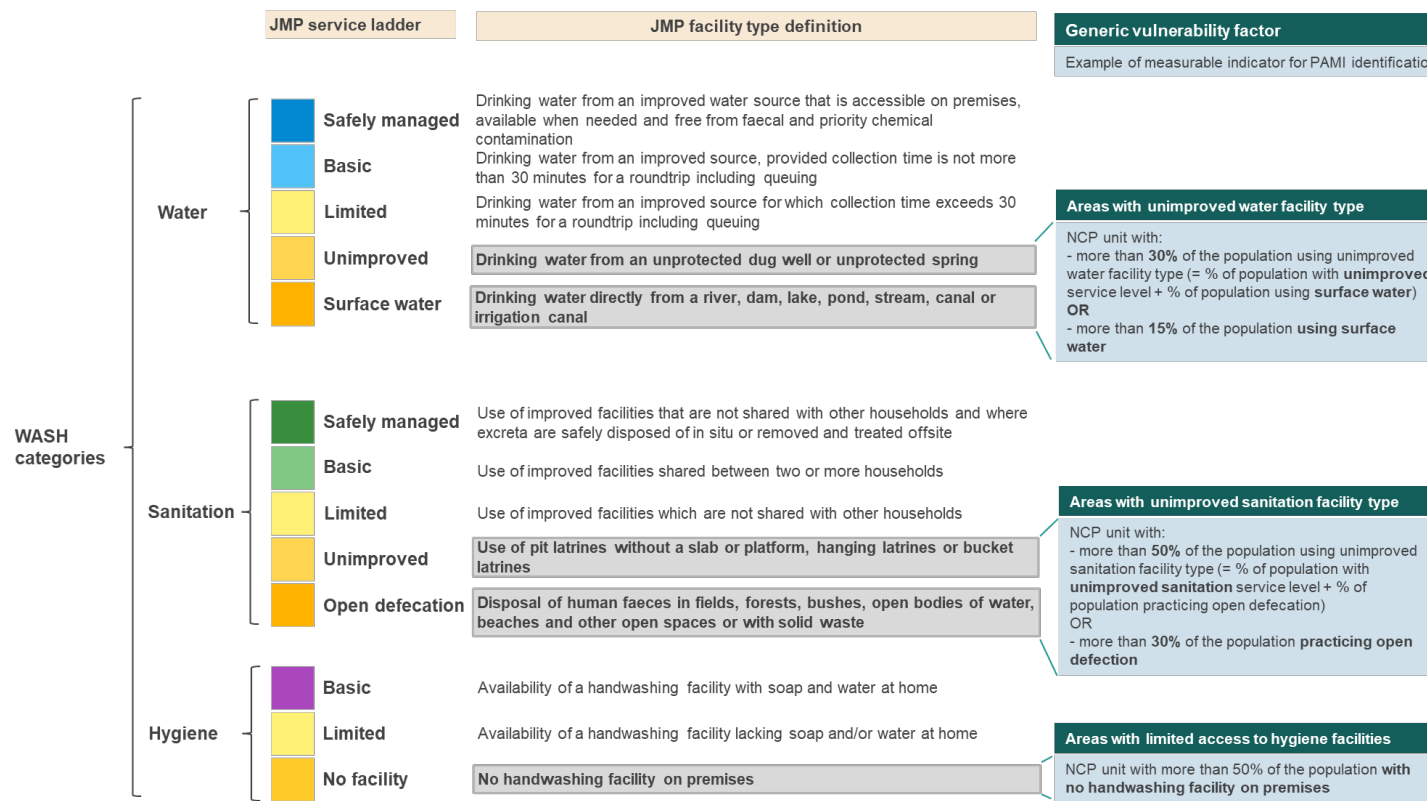 JMP service ladder
JMP facility type definition
Generic vulnerability factor
Example of measurable indicator for PAMI identificatio
WASH
categories
Water
Safely managed
Drinking water from an improved water source that is accessible on premises,
available when needed and free from faecal and priority chemical
contamination
Basic
Drinking water from an improved source, provided collection time is not more
than 30 minutes for a roundtrip including queuing
Limited
Drinking water from an improved source for which collection time exceeds 30
minutes for a roundtrip including queuing
Unimproved
Drinking water from an unprotected dug well or unprotected spring
Surface water
Drinking water directly from a river, dam, lake, pond, stream, canal or
irrigation canal
Areas with unimproved water facility type
NCP unit with:
- more than 30% of the population using unimproved
water facility type (= % of population with unimproved
service level + % of population using surface water)
OR
- more than 15% of the population using surface
water
Sanitation
Safely managed
Use of improved facilities that are not shared with other households and where
excreta are safely disposed of in situ or removed and treated offsite
Basic
Use of improved facilities shared between two or more households
Limited
Use of improved facilities which are not shared with other households
Unimproved
Use of pit latrines without a slab or platform, hanging latrines or bucket
latrines
Open defecation
Disposal of human faeces in fields, forests, bushes, open bodies of water,
beaches and other open spaces or with solid waste
Areas with unimproved sanitation facility type
NCP unit with:
- more than 50% of the population using unimproved
sanitation facility type (= % of population with
unimproved sanitation service level + % of
population practicing open defecation)
OR
- more than 30% of the population practicing open
defection
Hygiene
Basic
Availability of a handwashing facility with soap and water at home
Limited
Availability of a handwashing facility lacking soap and/or water at home
No facility
No handwashing facility on premises
Areas with limited access to hygiene facilities
NCP unit with more than 50% of the population with
no handwashing facility on premises